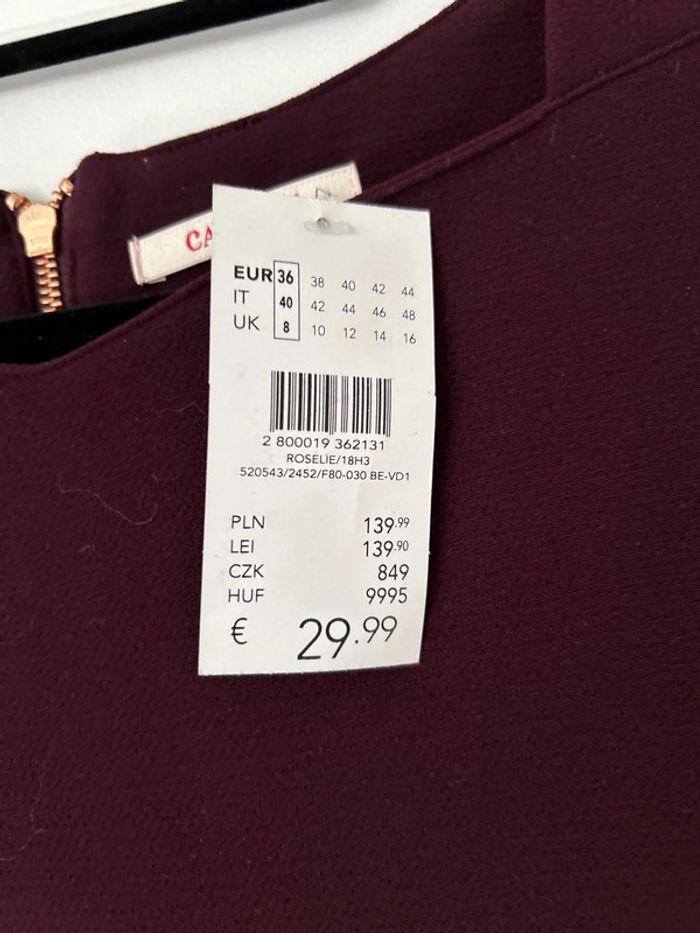 CA
EUR 36 38 40 42 44
IT 40 42 44 46 48
UK 8 10 12 14 16
2 800019 362131
ROSELIE/18H3
520543/2452/F80-030 BE-VD1
PLN 139.99
LEI 139.90
CZK 849
HUF 9995
€ 29.99